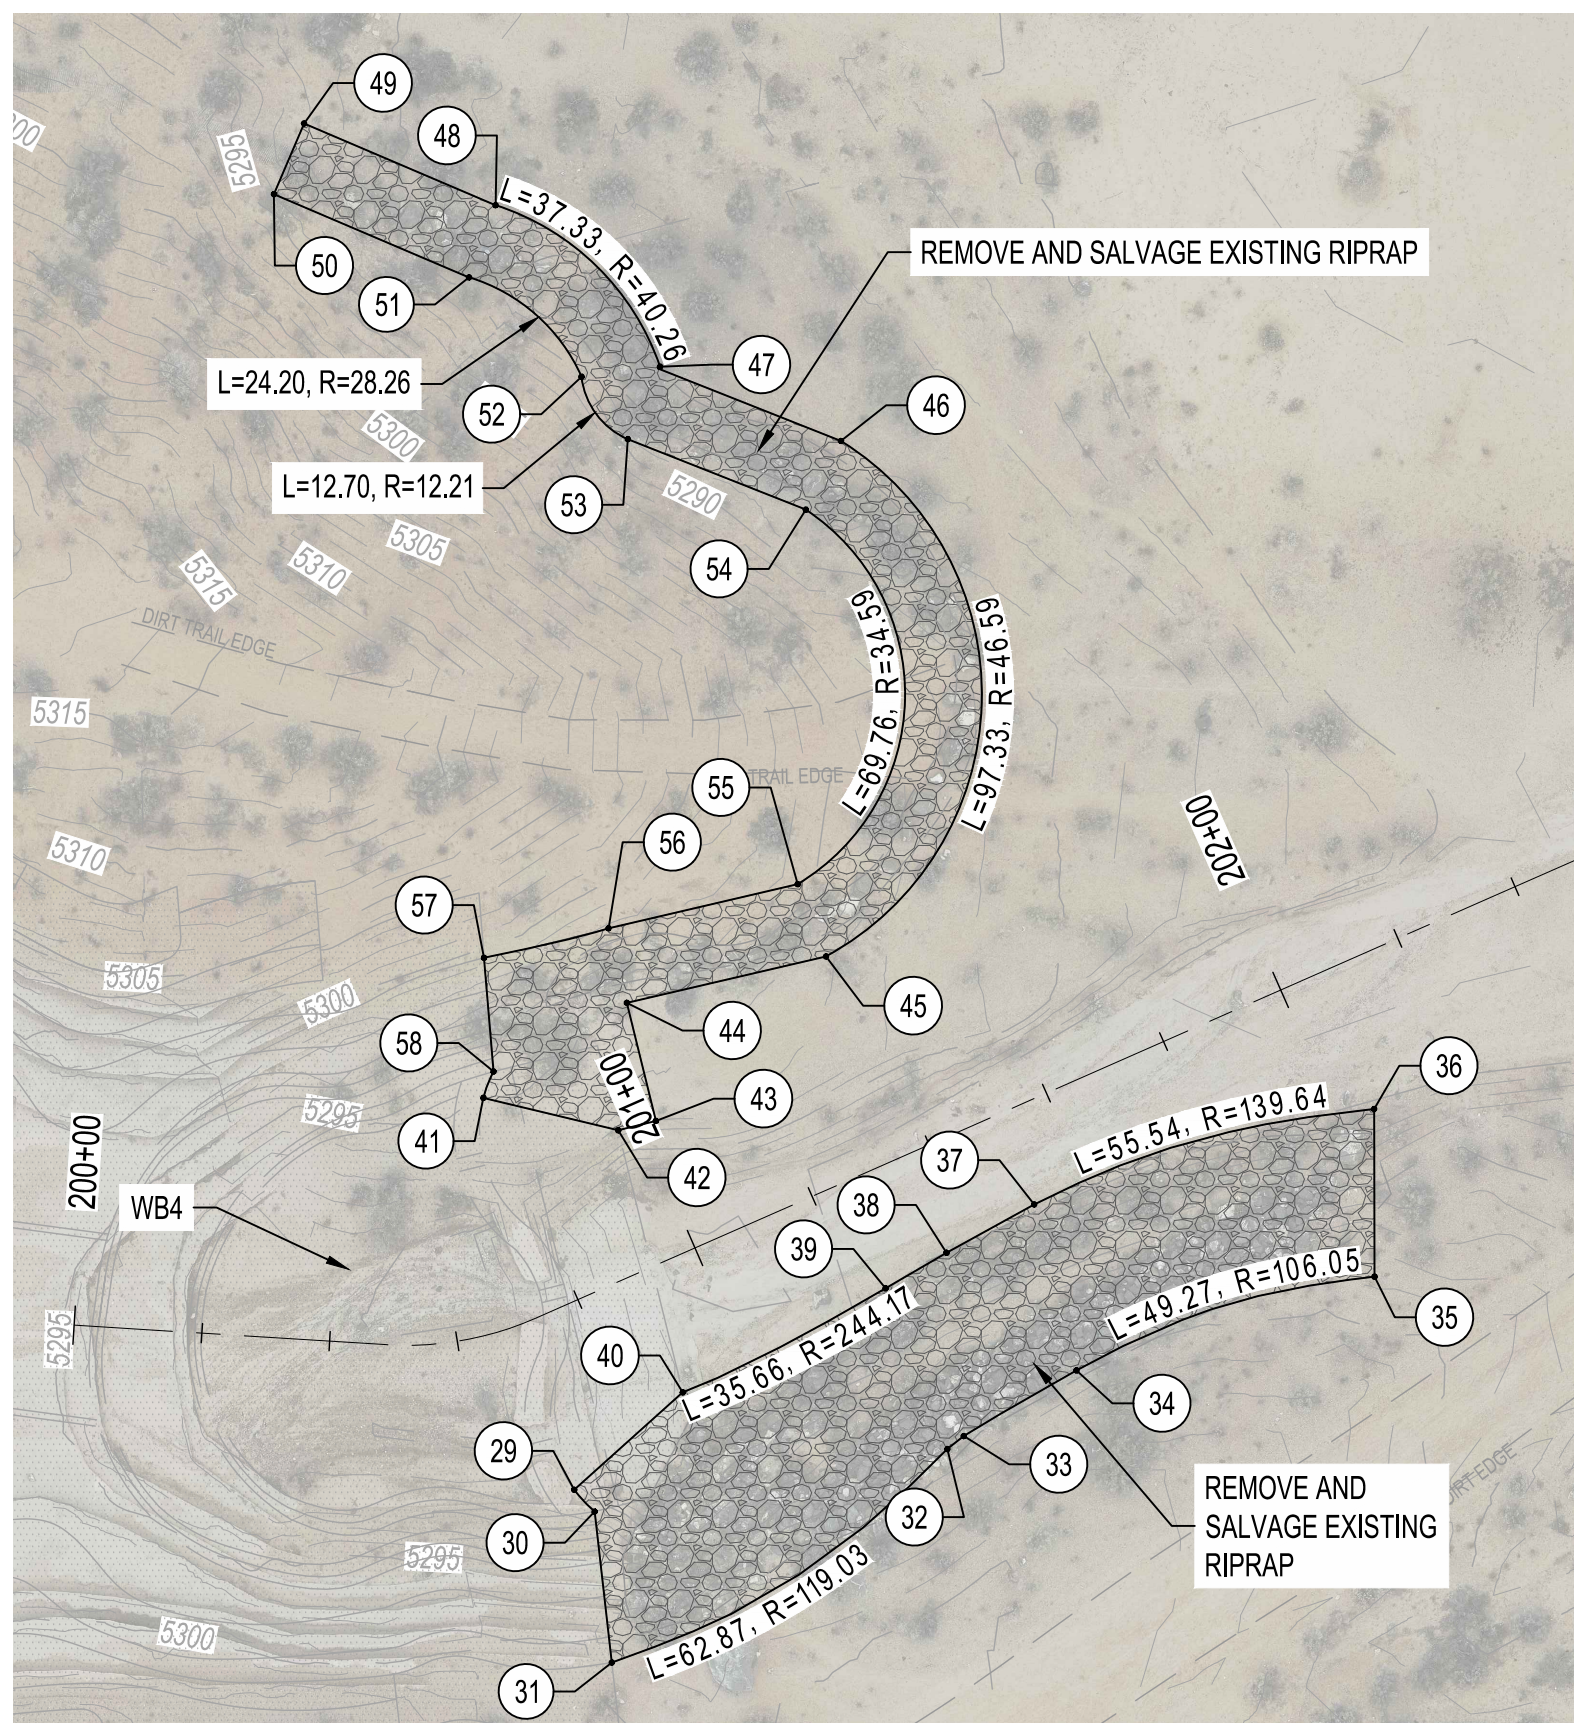 49
48
5295
L=37.33, R=40.26
50
51
REMOVE AND SALVAGE EXISTING RIPRAP
47
L=24.20, R=28.26
52
46
5300
L=12.70, R=12.21
53
5290
5305
5310
5315
54
DIRT TRAIL EDGE
L=69.76, R=34.59
L=97.33, R=46.59
5315
55
TRAIL EDGE
56
202+00
5310
57
5305
5300
45
44
58
201+00
43
36
5295
41
L=55.54, R=139.64
200+00
42
37
WB4
38
39
L=49.27, R=106.05
5295
35
L=35.66, R=244.17
40
34
29
33
32
30
DIRT EDGE
REMOVE AND
SALVAGE EXISTING
RIPRAP
5295
L=62.87, R=119.03
5300
31